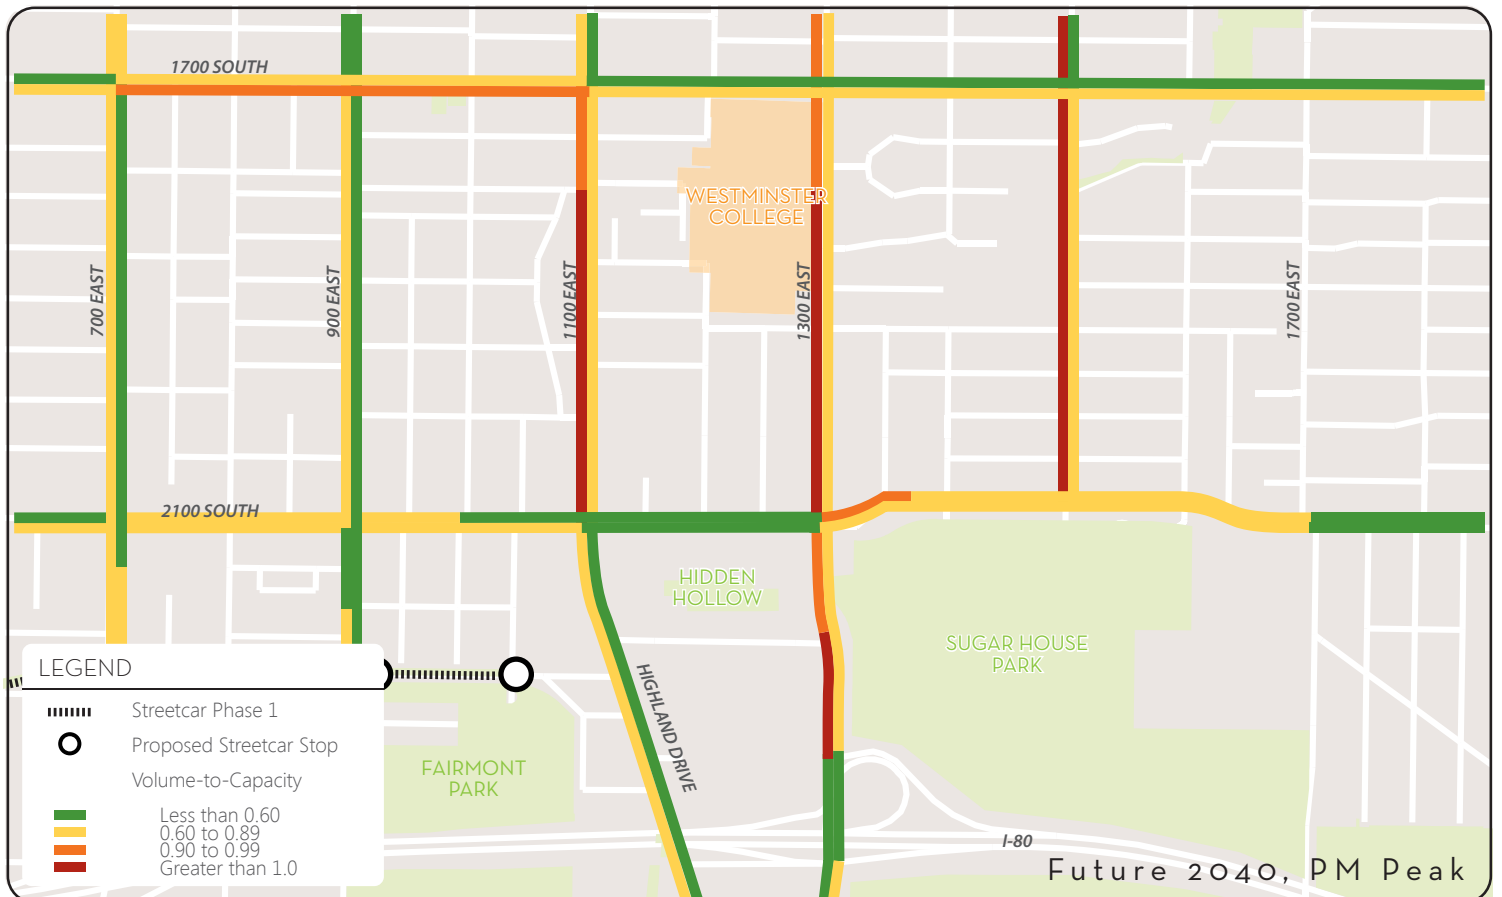 1700 SOUTH
WESTMINSTER
COLLEGE
700 EAST
900 EAST
1100 EAST
1300 EAST
1700 EAST
2100 SOUTH
HIDDEN
HOLLOW
SUGAR HOUSE
PARK
HIGHLAND DRIVE
FAIRMONT
PARK
I-80
LEGEND
Streetcar Phase 1
Proposed Streetcar Stop
Volume-to-Capacity
Less than 0.60
0.60 to 0.89
0.90 to 0.99
Greater than 1.0
Future 2040, PM Peak